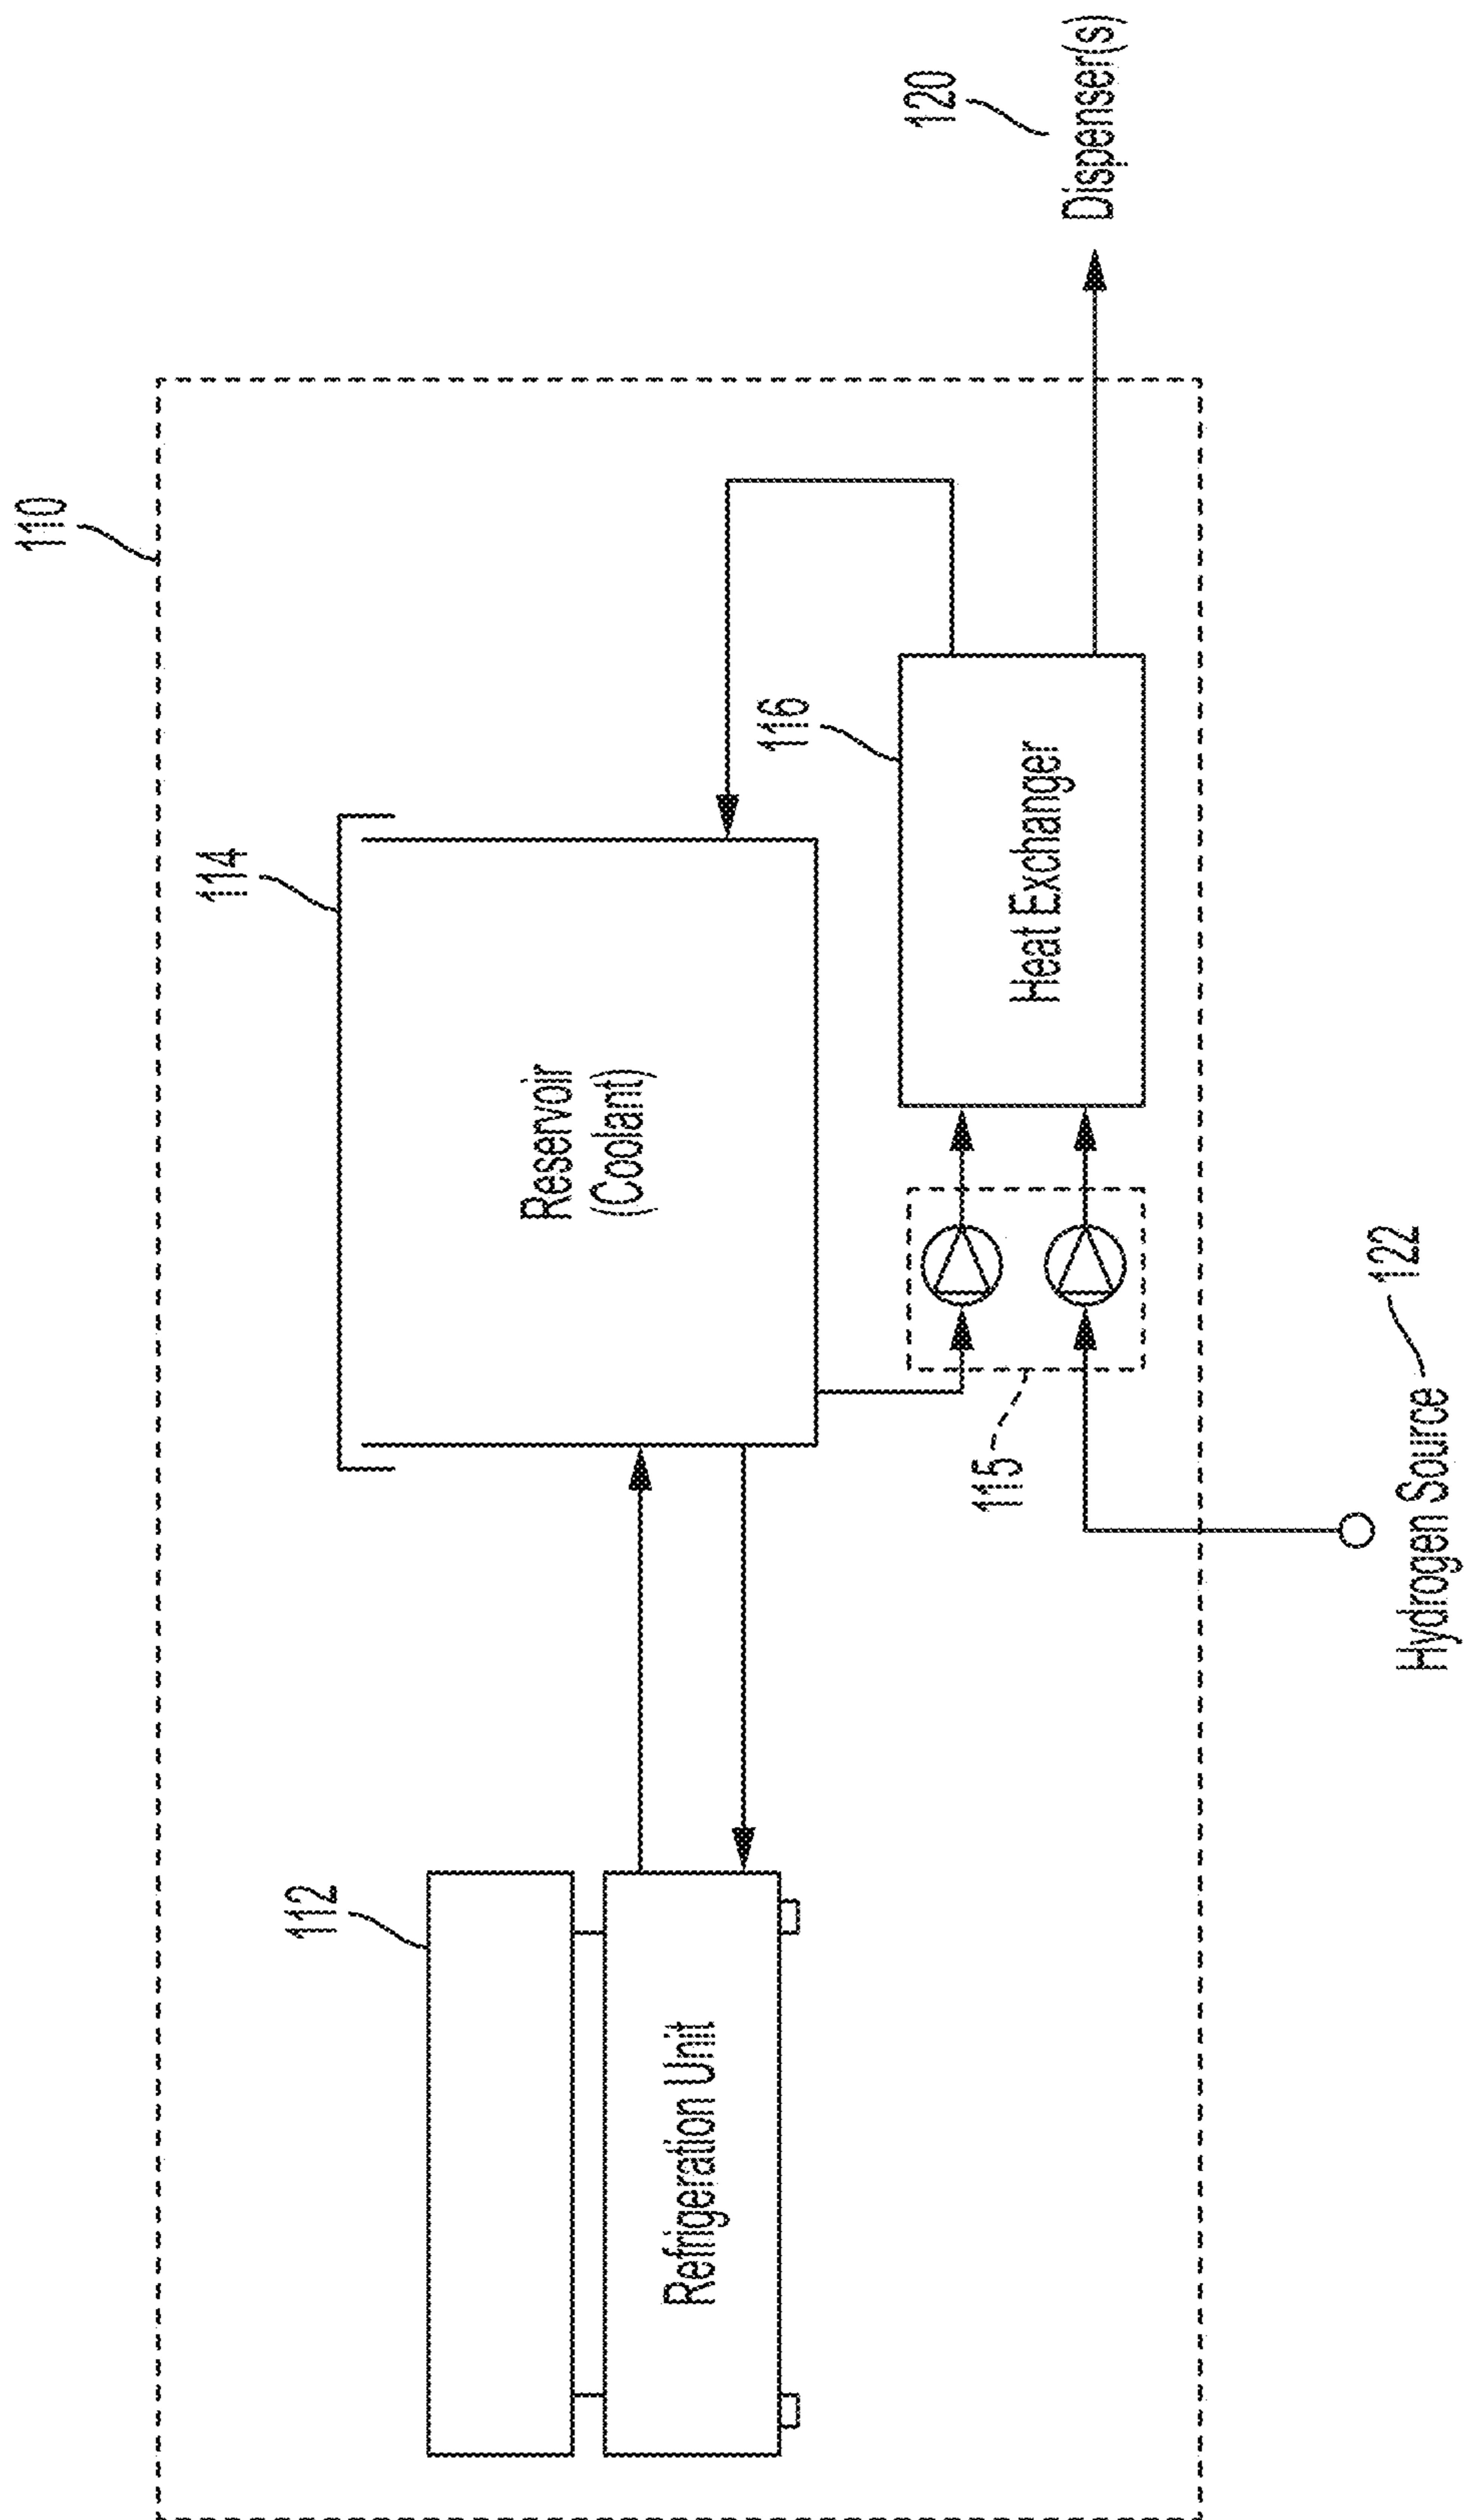 110
112
Refrigeration Unit
114
Reservoir
(Coolant)
116
Heat Exchanger
115
122
Hydrogen Source
120
Dispenser(s)